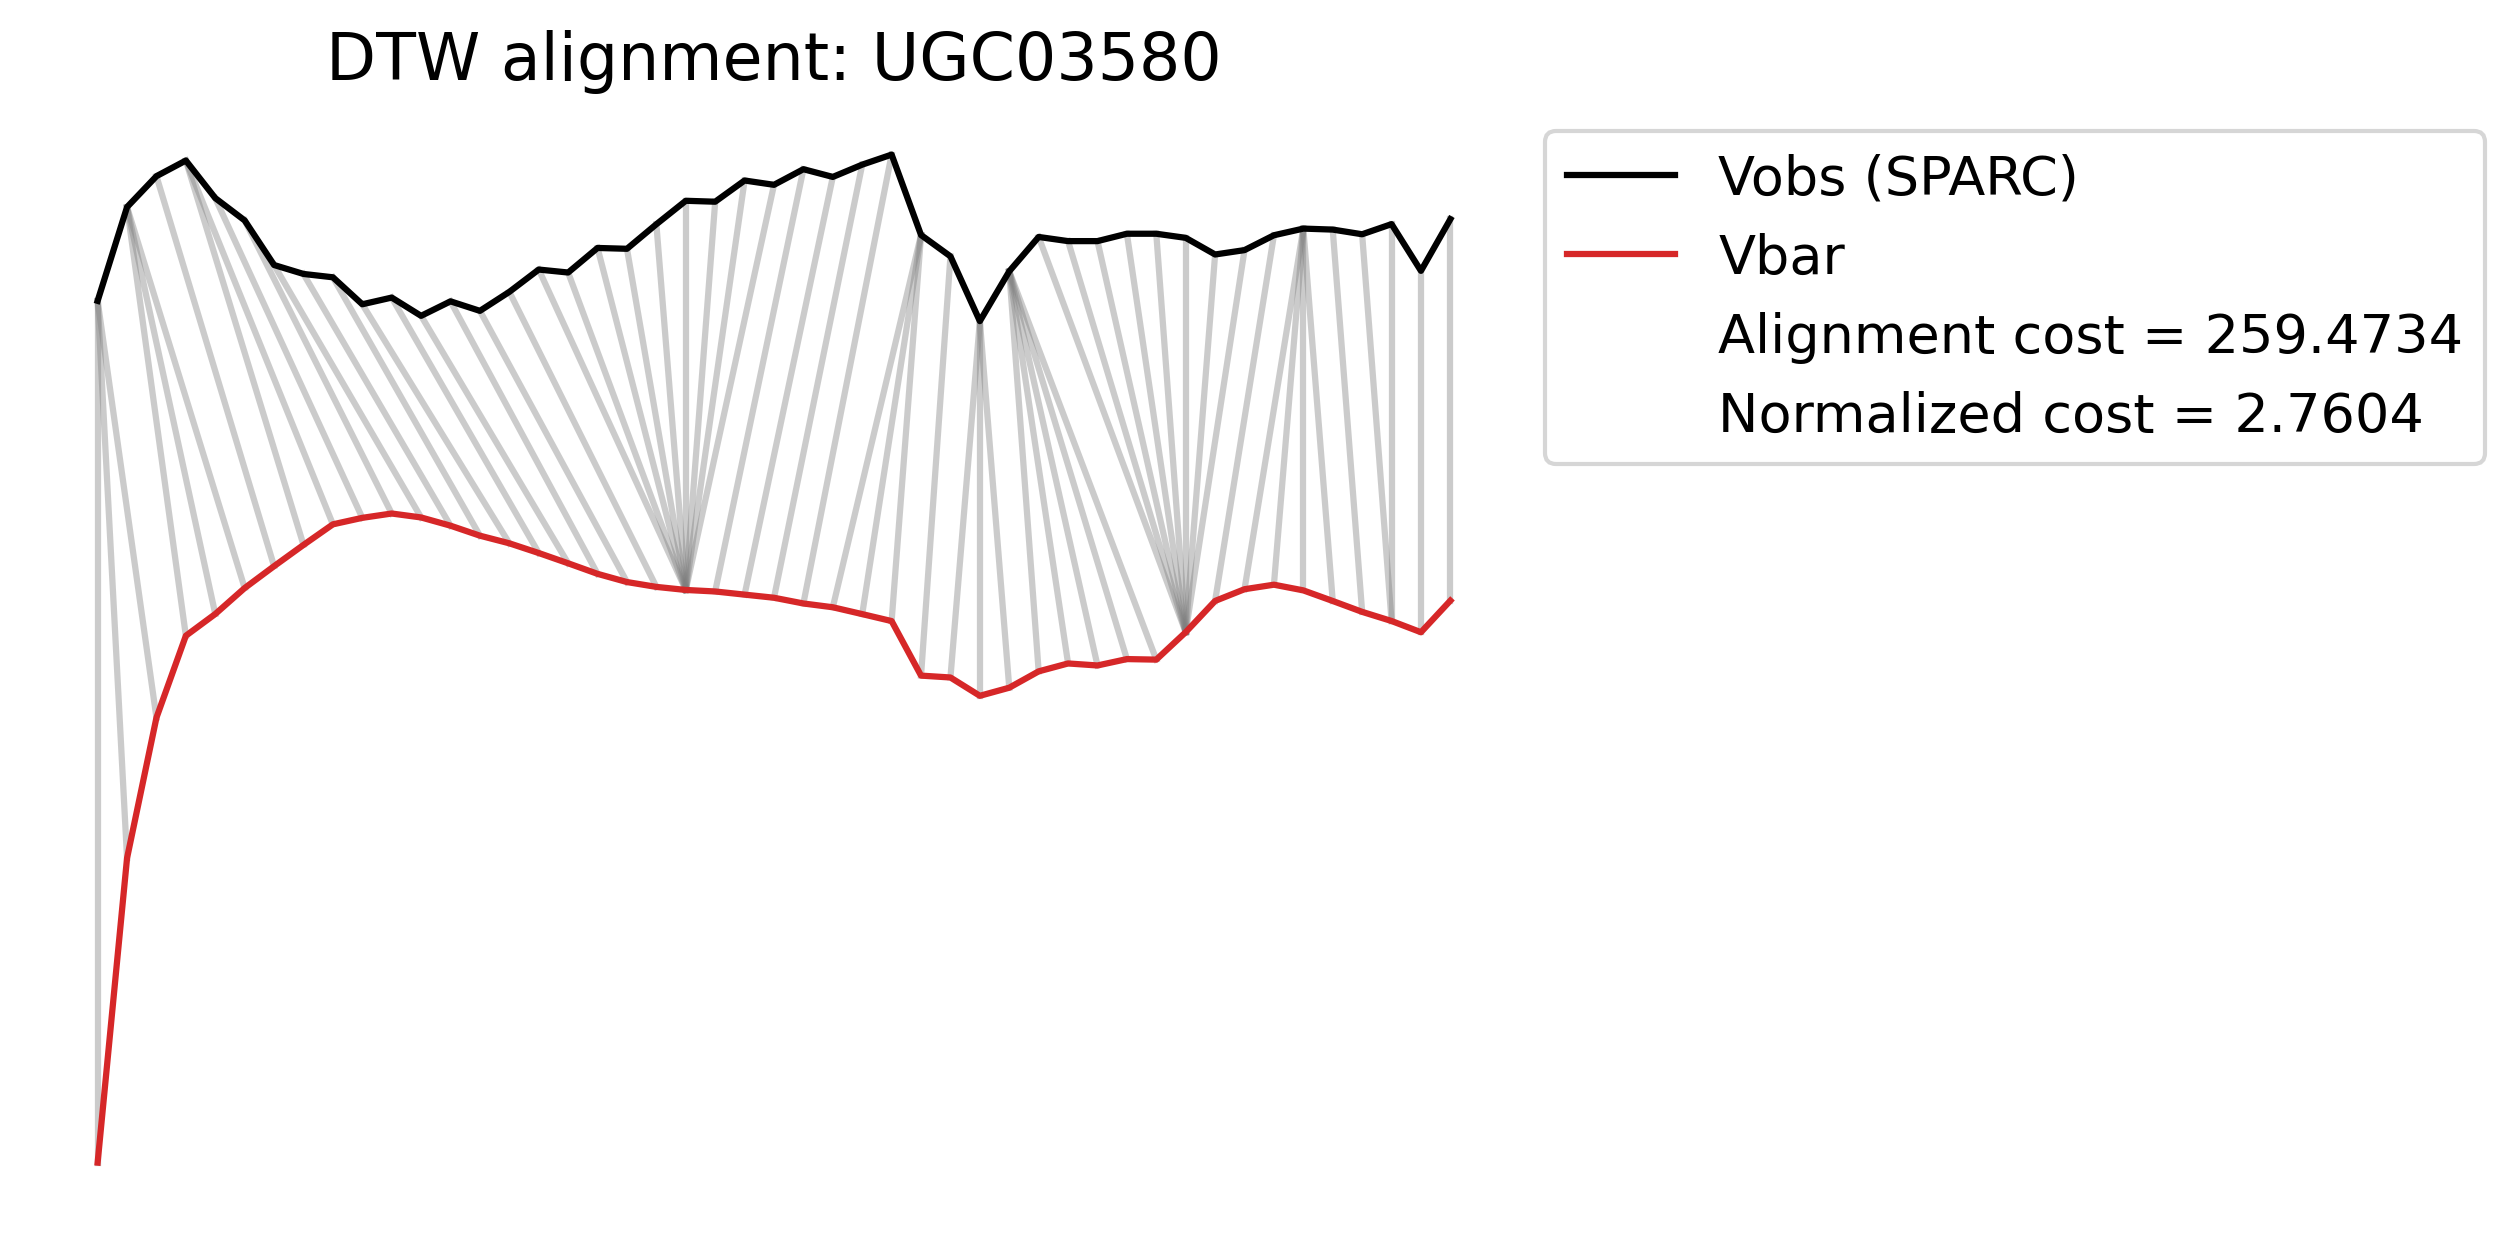 DTW alignment: UGC03580
Vobs (SPARC)
Vbar
Alignment cost = 259.4734
Normalized cost = 2.7604